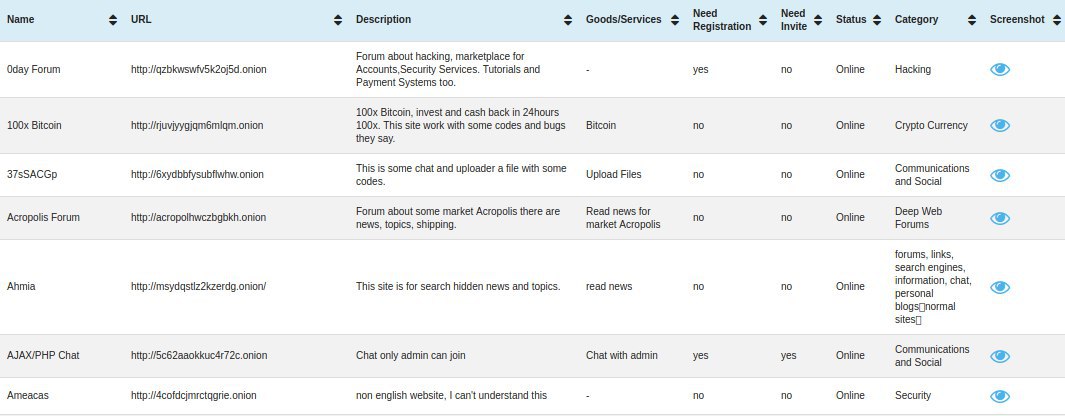 Name URL Description Goods/Services Need Registration Need Invite Status Category Screenshot
0day Forum http://qzbkwswfv5k2oj5d.onion Forum about hacking, marketplace for
Accounts,Security Services. Tutorials and
Payment Systems too. - yes no Online Hacking
100x Bitcoin http://rjuvjyygjqm6mlqm.onion 100x Bitcoin, invest and cash back in 24hours
100x. This site work with some codes and bugs
they say. Bitcoin no no Online Crypto Currency
37sSACGp http://6xydbbfysubflwhw.onion This is some chat and uploader a file with some
codes. Upload Files no no Online Communications
and Social
Acropolis Forum http://acropolhwczbgbkh.onion Forum about some market Acropolis there are
news, topics, shipping. Read news for
market Acropolis no no Online Deep Web
Forums
Ahmia http://msydqstlz2kzerdg.onion/ This site is for search hidden news and topics. read news no no Online forums, links,
search engines,
information, chat,
personal
blogs▯normal
sites▯
AJAX/PHP Chat http://5c62aaokkuc4r72c.onion Chat only admin can join Chat with admin yes yes Online Communications
and Social
Ameacas http://4cofdcjmrctqgrie.onion non english website, I can't understand this - no no Online Security